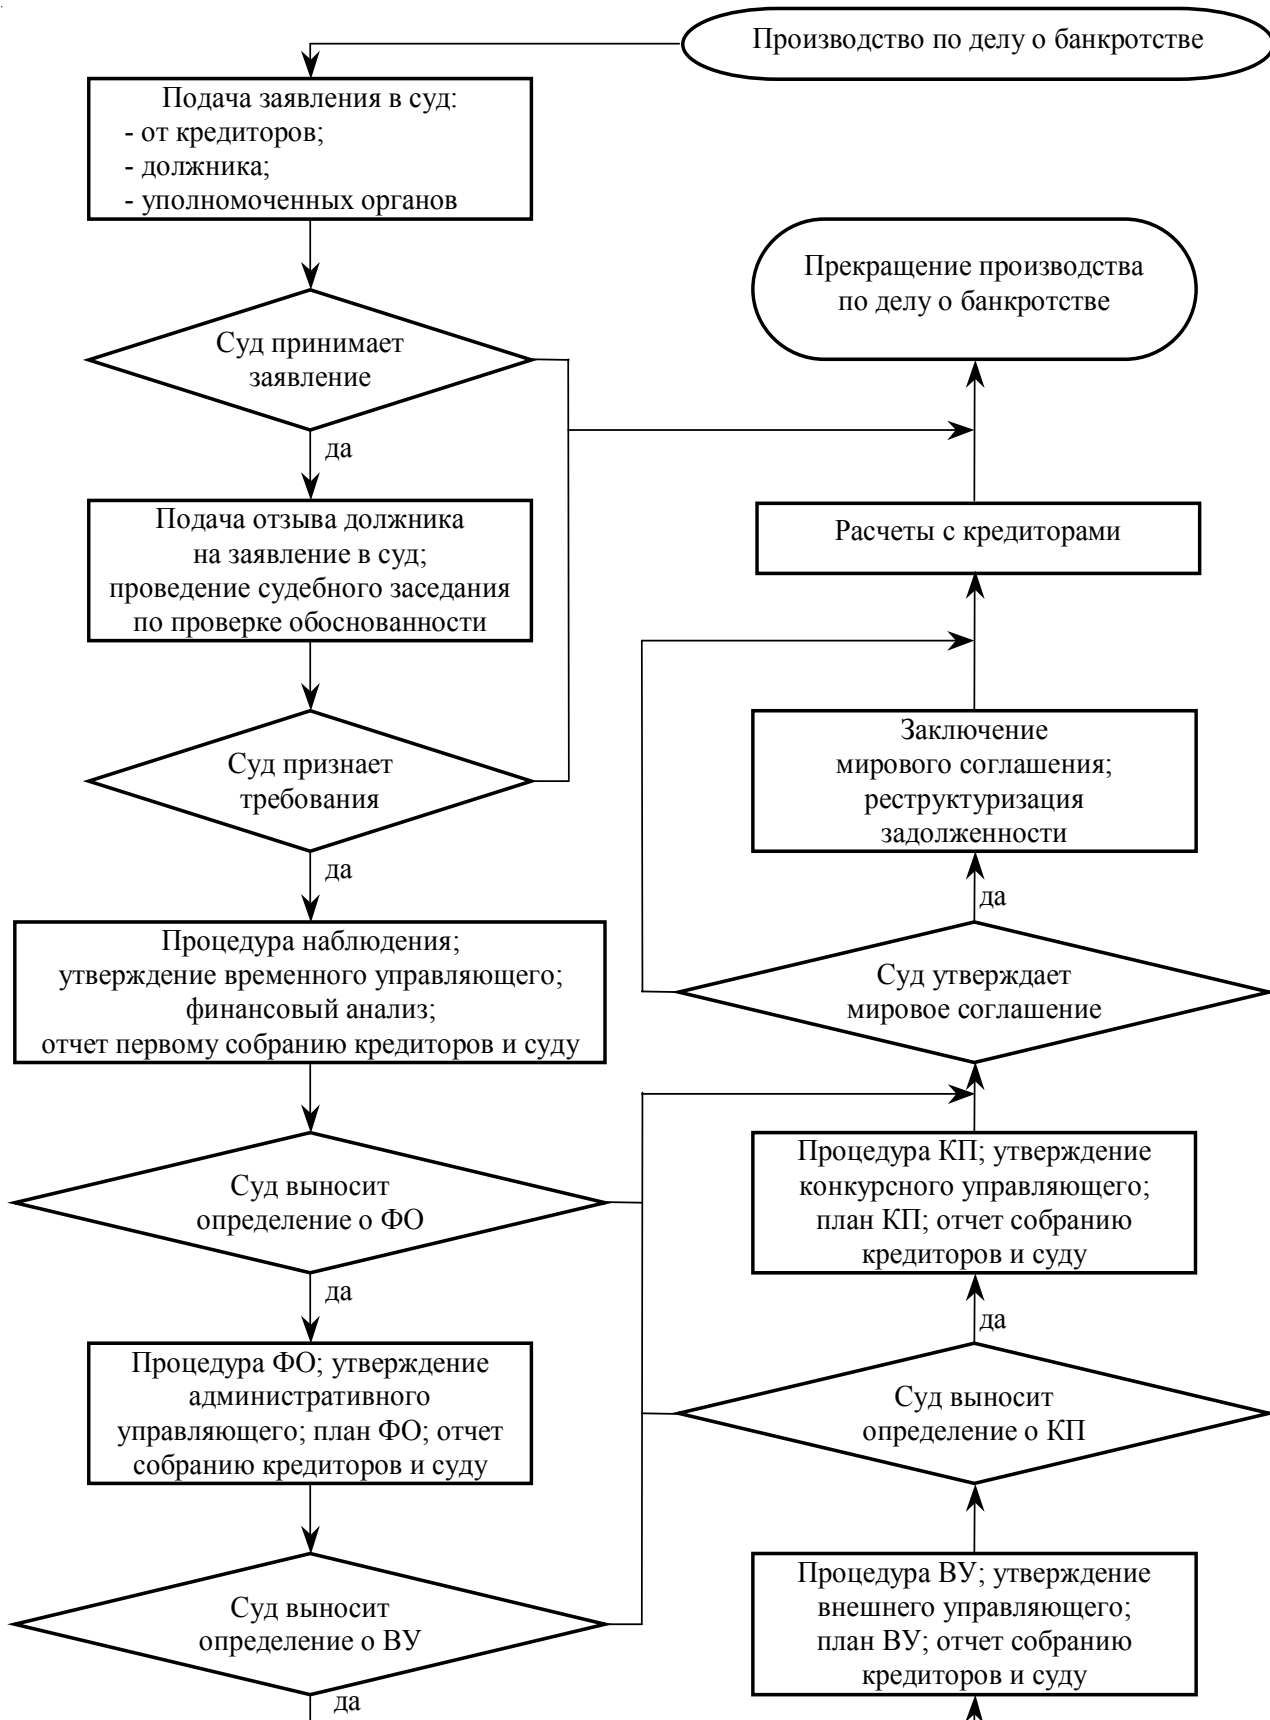 Производство по делу о банкротстве
Подача заявления в суд:
- от кредиторов;
- должника;
- уполномоченных органов
Суд принимает
заявление
да
Подача отзыва должника
на заявление в суд;
проведение судебного заседания
по проверке обоснованности
Суд признает
требования
да
Процедура наблюдения;
утверждение временного управляющего;
финансовый анализ;
отчет первому собранию кредиторов и суду
Суд выносит
определение о ФО
да
Процедура ФО; утверждение
административного
управляющего; план ФО; отчет
собранию кредиторов и суду
Суд выносит
определение о ВУ
да
Процедура ВУ; утверждение
внешнего управляющего;
план ВУ; отчет собранию
кредиторов и суду
Суд выносит
определение о КП
да
Процедура КП; утверждение
конкурсного управляющего;
план КП; отчет собранию
кредиторов и суду
Суд утверждает
мировое соглашение
да
Заключение
мирового соглашения;
реструктуризация
задолженности
Расчеты с кредиторами
Прекращение производства
по делу о банкротстве